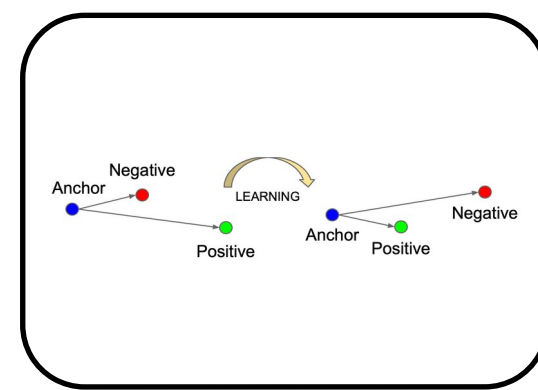 Negative
Anchor
Positive
LEARNING
Anchor
Positive
Negative